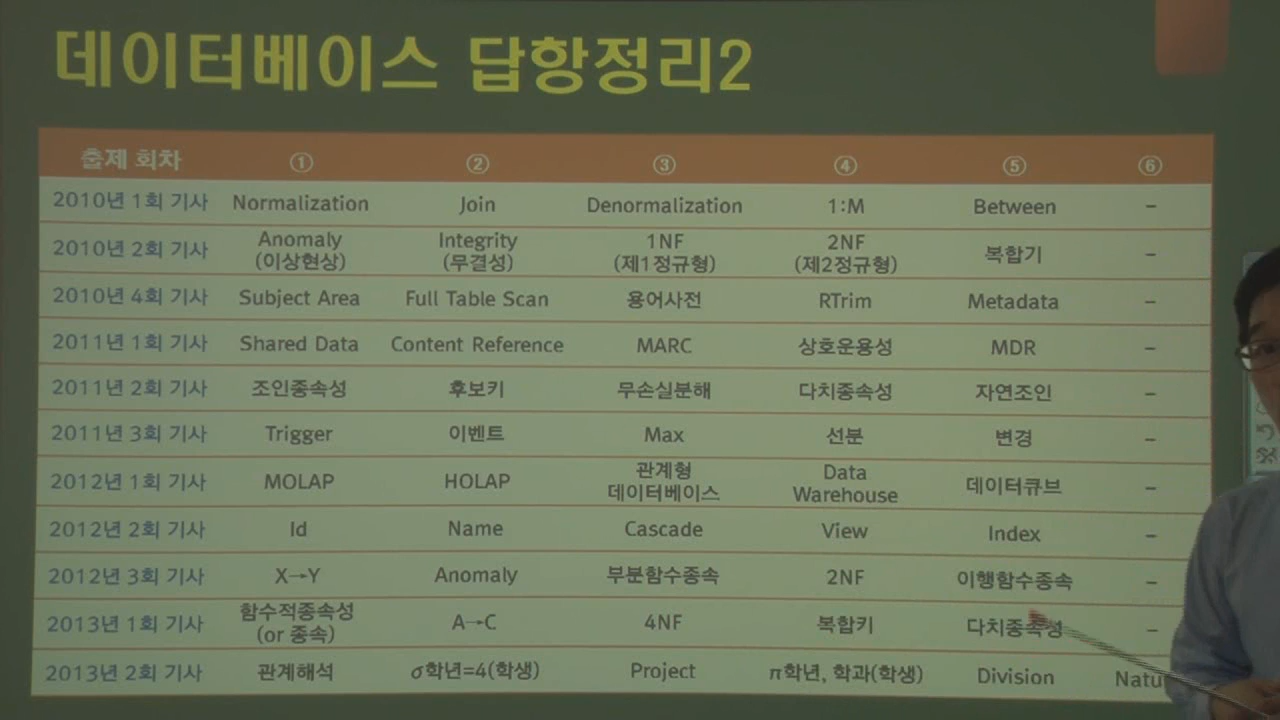 데이터베이스 답항정리2
출제 회차 ① ② ③ ④ ⑤ ⑥
2010년 1회 기사 Normalization Join Denormalization 1:M Between –
2010년 2회 기사 Anomaly (이상현상) Integrity (무결성) 1NF (제1정규형) 2NF (제2정규형) 복합기 –
2010년 4회 기사 Subject Area Full Table Scan 용어사전 RTrim Metadata –
2011년 1회 기사 Shared Data Content Reference MARC 상호운용성 MDR –
2011년 2회 기사 조인종속성 후보키 무손실분해 다치종속성 자연조인 –
2011년 3회 기사 Trigger 이벤트 Max 선분 변경 –
2012년 1회 기사 MOLAP HOLAP 관계형 데이터베이스 Data Warehouse 데이터큐브 –
2012년 2회 기사 Id Name Cascade View Index –
2012년 3회 기사 X→Y Anomaly 부분함수종속 2NF 이행함수종속 –
2013년 1회 기사 함수적종속성 (or 종속) A→C 4NF 복합키 다치종속성 –
2013년 2회 기사 관계해석 σ학년=4(학생) Project π학년, 학과(학생) Division Natu